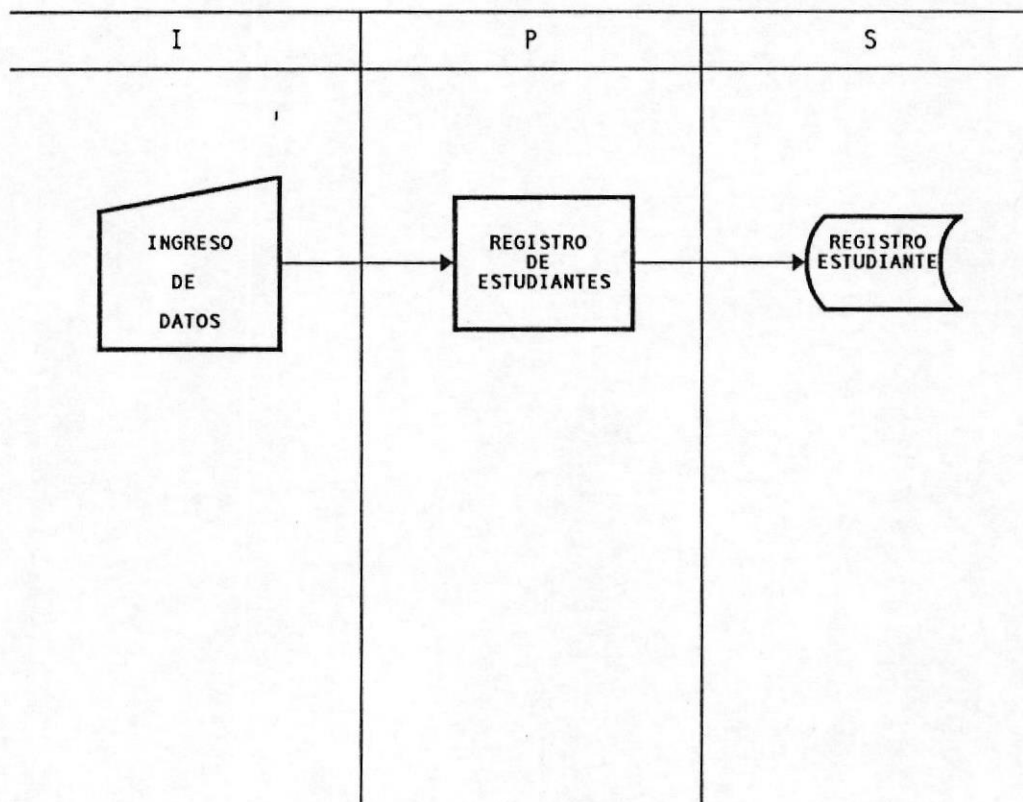 I
P
S
INGRESO
DE
DATOS
REGISTRO
DE
ESTUDIANTES
REGISTRO
ESTUDIANTE